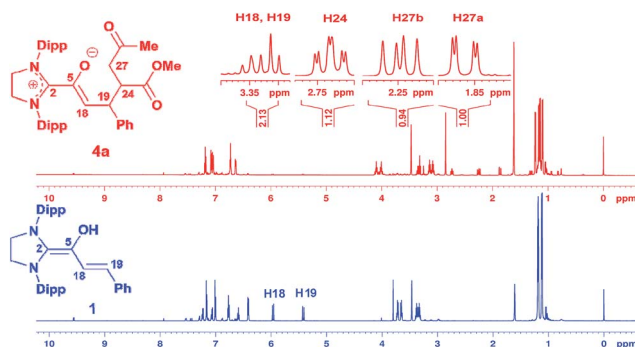 H18, H19 H24 H27b H27a
Dipp
O
⊖
O
Me
N
5
27
OMe
⊕
2
24
N
19
O
18
Dipp
Ph
4a
3.35 ppm 2.75 ppm 2.25 ppm 1.85 ppm
2.13 1.12 0.94 1.00
10 9 8 7 6 5 4 3 2 1 0 ppm
Dipp
N
5
OH
2
19
N
18
Dipp
Ph
1
H18
H19
10 9 8 7 6 5 4 3 2 1 0 ppm